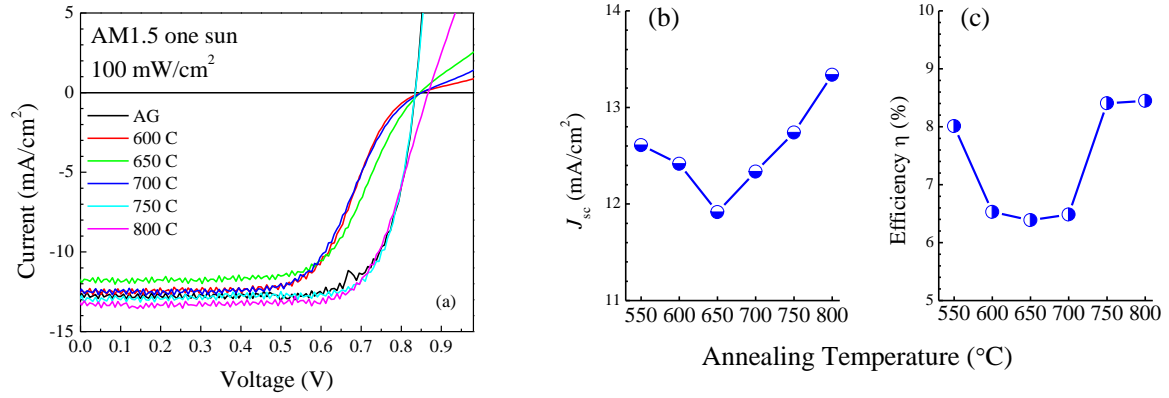 AM1.5 one sun
100 mW/cm²
AG
600 C
650 C
700 C
750 C
800 C
(a)
5
0
-5
-10
-15
Current (mA/cm²)
0.0 0.1 0.2 0.3 0.4 0.5 0.6 0.7 0.8 0.9
Voltage (V)
(b)
14
13
12
11
J_sc (mA/cm²)
550 600 650 700 750 800
(c)
10
9
8
7
6
5
Efficiency η (%)
550 600 650 700 750 800
Annealing Temperature (°C)